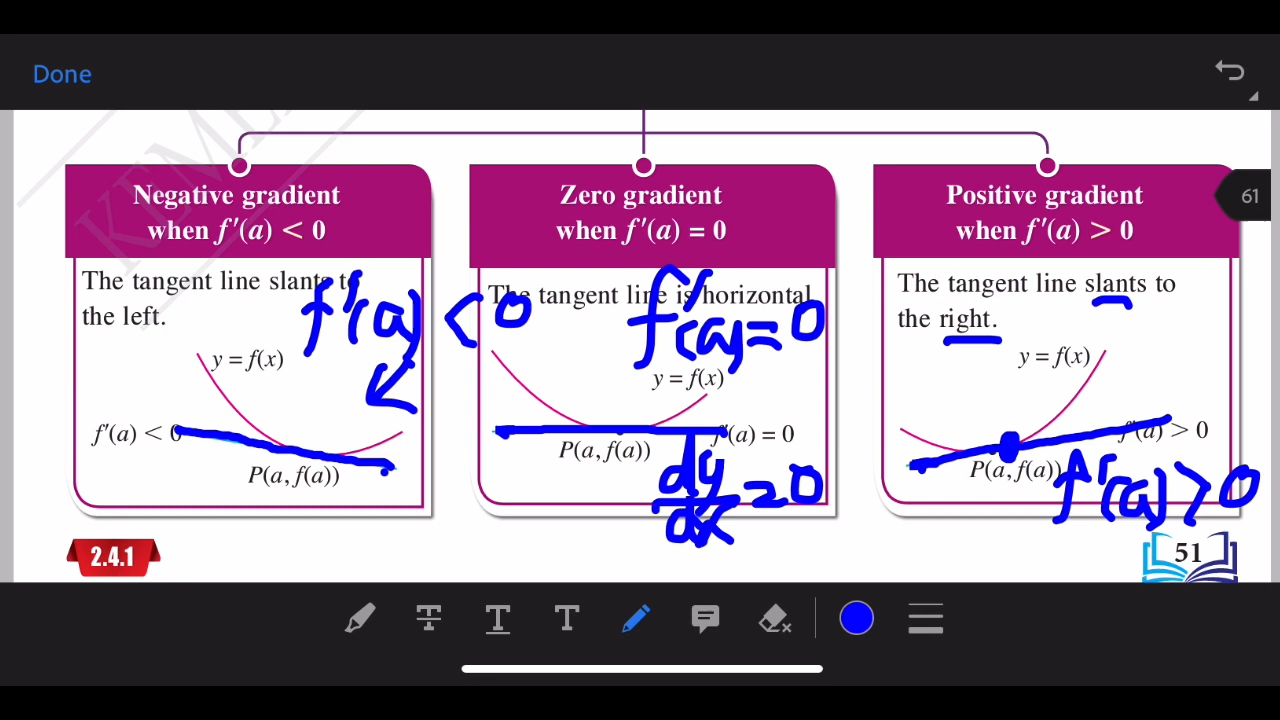 Done
KEM
61
Negative gradient
when f′(a) < 0
The tangent line slants to
the left.
f′(a) < 0
y = f(x)
f′(a) < 0
P(a, f(a))
Zero gradient
when f′(a) = 0
The tangent line is horizontal
f′(a) = 0
y = f(x)
f′(a) = 0
P(a, f(a))
dy/dx = 0
Positive gradient
when f′(a) > 0
The tangent line slants to
the right.
y = f(x)
f′(a) > 0
P(a, f(a))
f′(a) > 0
2.4.1
51
T T T